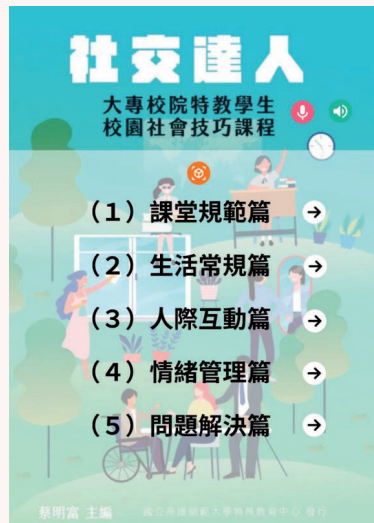 社交達人
大專校院特教學生
校園社會技巧課程
（1）課堂規範篇
（2）生活常規篇
（3）人際互動篇
（4）情緒管理篇
（5）問題解決篇
蔡明富 主編 國立高雄師範大學特殊教育中心 發行